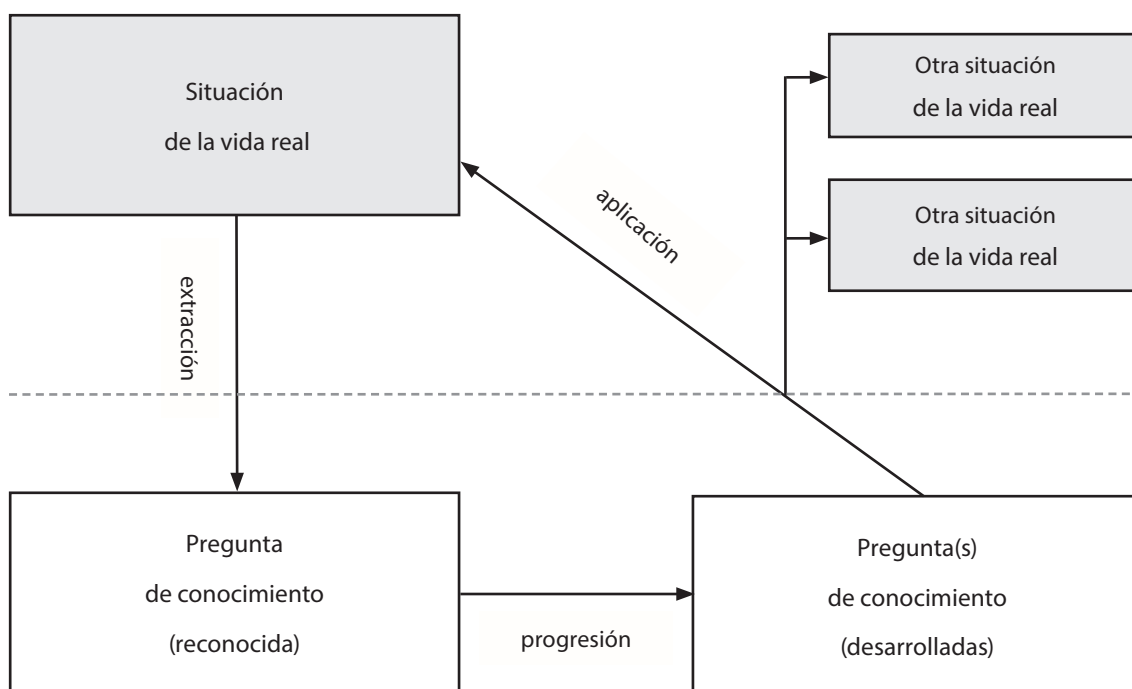 Situación
de la vida real
Otra situación
de la vida real
Otra situación
de la vida real
aplicación
extracción
Pregunta
de conocimiento
(reconocida)
progresión
Pregunta(s)
de conocimiento
(desarrolladas)